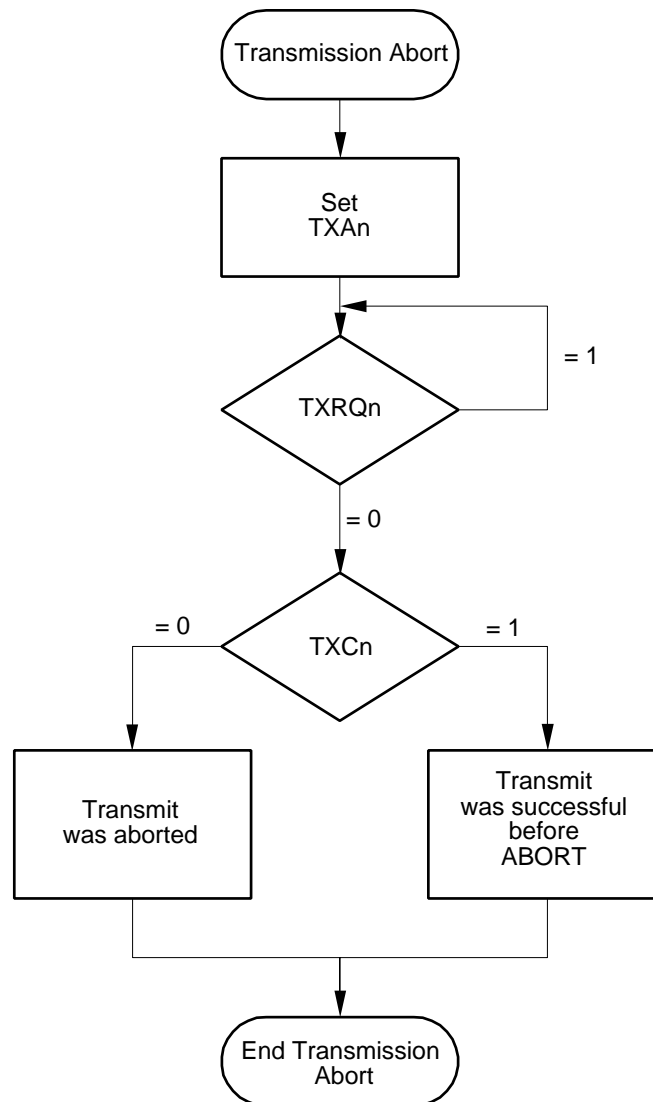 Transmission Abort
Set
TXAn
= 1
TXRQn
= 0
= 0
TXCn
= 1
Transmit
was aborted
Transmit
was successful
before
ABORT
End Transmission
Abort